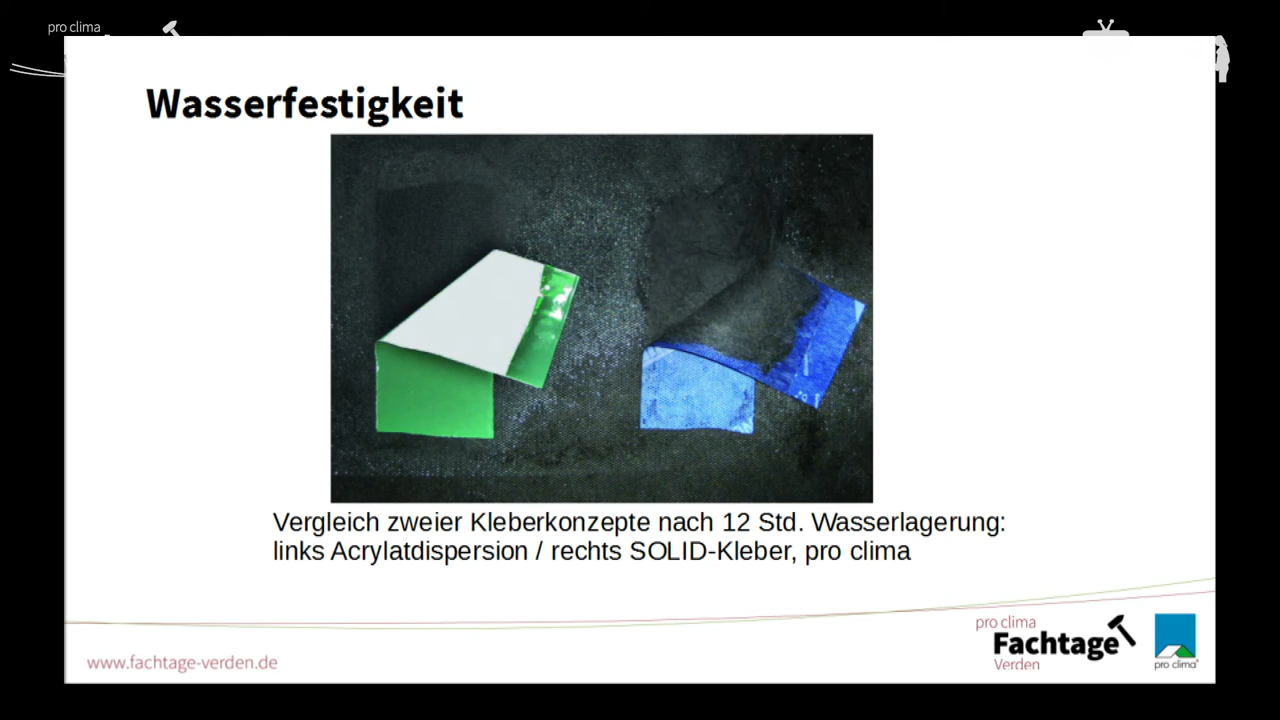 pro clima
Wasserfestigkeit
Vergleich zweier Kleberkonzepte nach 12 Std. Wasserlagerung:
links Acrylatdispersion / rechts SOLID-Kleber, pro clima
pro clima
Fachtage
Verden
www.fachtage-verden.de
pro clima